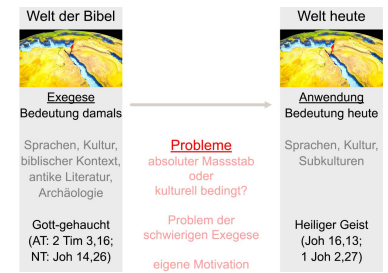 Welt der Bibel
Exegese
Bedeutung damals
Sprachen, Kultur,
biblischer Kontext,
antike Literatur,
Archäologie
Gott-gehaucht
(AT: 2 Tim 3,16;
NT: Joh 14,26)
Probleme
absoluter Massstab
oder
kulturell bedingt?
Problem der
schwierigen Exegese
eigene Motivation
Welt heute
Anwendung
Bedeutung heute
Sprachen, Kultur,
Subkulturen
Heiliger Geist
(Joh 16,13;
1 Joh 2,27)